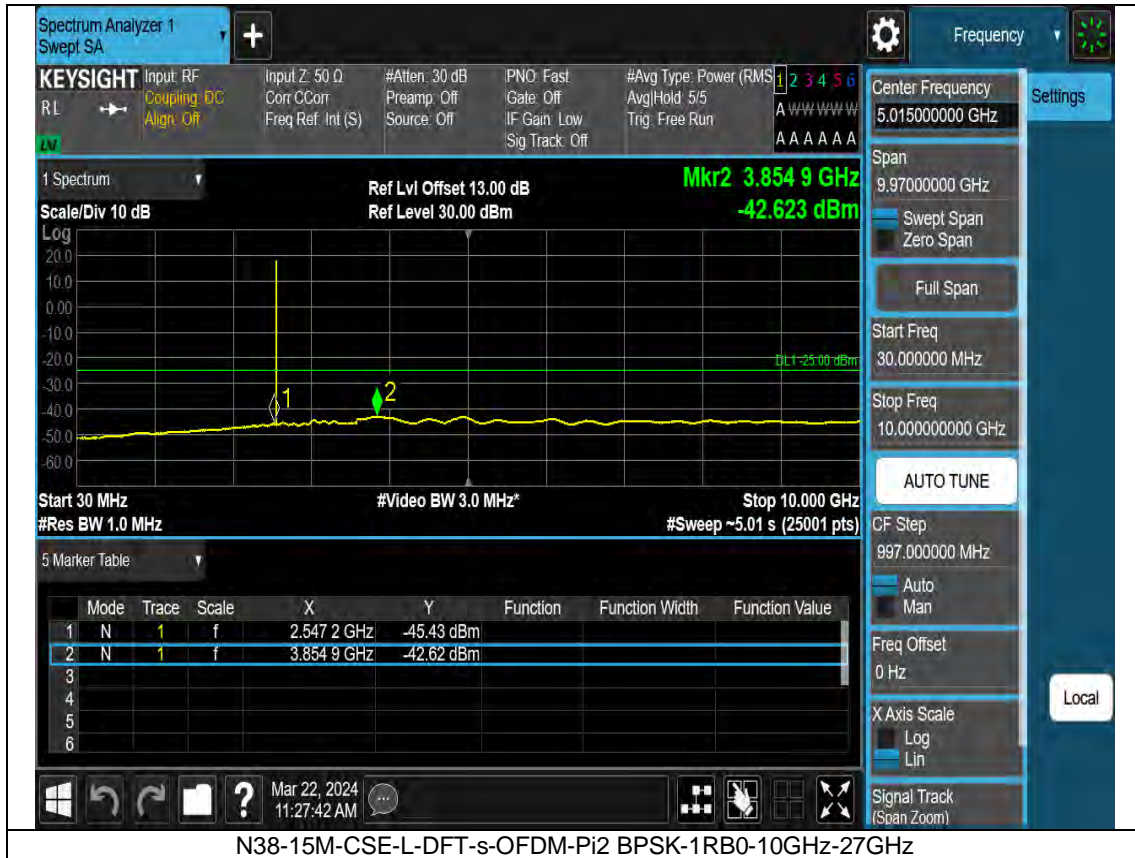 Spectrum Analyzer 1
Swept SA
+
Frequency
KEYSIGHT
RL
LXI
Input: RF
Coupling: DC
Align: Off
Input Z: 50 Ω
Corr CCorr
Freq Ref: Int (S)
#Atten: 30 dB
Preamp: Off
Source: Off
PNO: Fast
Gate: Off
IF Gain: Low
Sig Track: Off
#Avg Type: Power (RMS
Avg|Hold: 5/5
Trig: Free Run
1 2 3 4 5 6
A W W W W W
A A A A A A
1 Spectrum
Scale/Div 10 dB
Log
Ref Lvl Offset 13.00 dB
Ref Level 30.00 dBm
Mkr2 3.854 9 GHz
-42.623 dBm
20.0
10.0
0.00
-10.0
-20.0
-30.0
-40.0
-50.0
-60.0
DL1 -25.00 dBm
1
2
Start 30 MHz
#Video BW 3.0 MHz*
Stop 10.000 GHz
#Res BW 1.0 MHz
#Sweep ~5.01 s (25001 pts)
5 Marker Table
Mode Trace Scale X Y Function Function Width Function Value
1 N 1 f 2.547 2 GHz -45.43 dBm
2 N 1 f 3.854 9 GHz -42.62 dBm
3
4
5
6
Mar 22, 2024
11:27:42 AM
?
Center Frequency
5.015000000 GHz
Settings
Span
9.97000000 GHz
Swept Span
Zero Span
Full Span
Start Freq
30.000000 MHz
Stop Freq
10.000000000 GHz
AUTO TUNE
CF Step
997.000000 MHz
Auto
Man
Freq Offset
0 Hz
Local
X Axis Scale
Log
Lin
Signal Track
(Span Zoom)
N38-15M-CSE-L-DFT-s-OFDM-Pi2 BPSK-1RB0-10GHz-27GHz